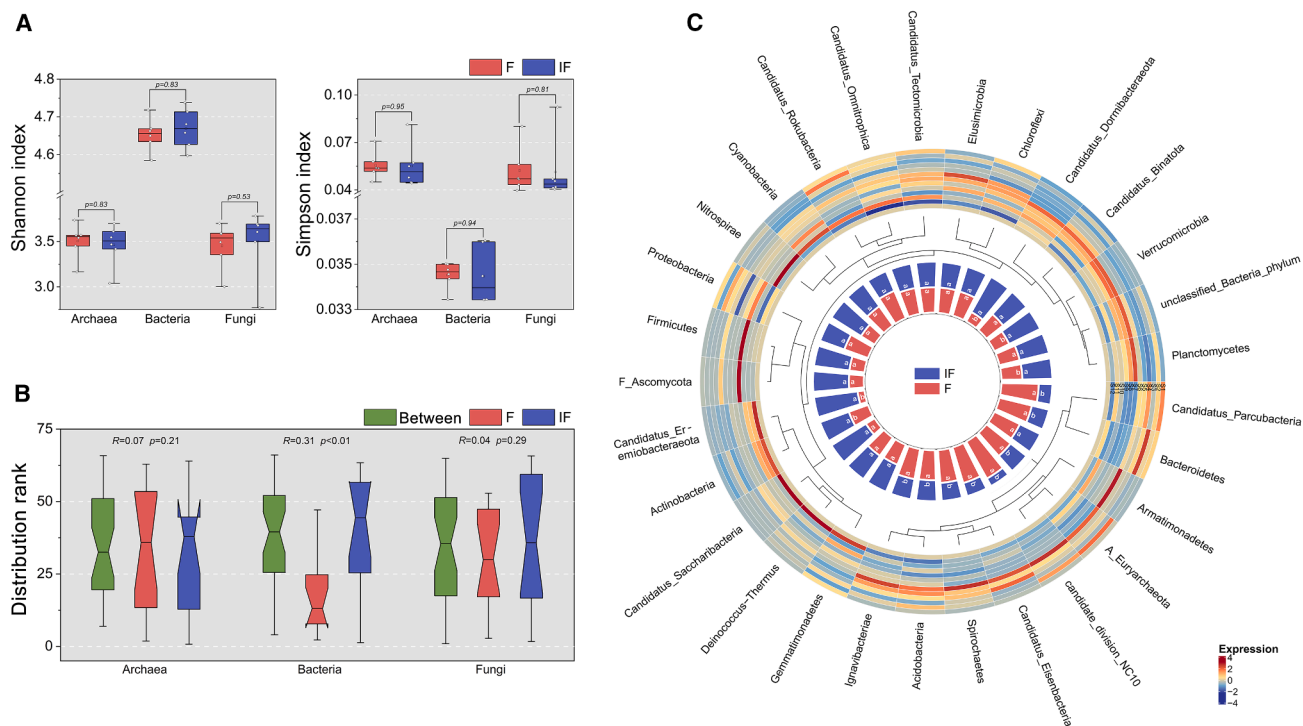 A
F IF
4.8
4.7
4.6
3.5
3.0
Shannon index
p=0.83
p=0.83
p=0.53
Archaea Bacteria Fungi
0.10
0.07
0.04
0.037
0.035
0.033
Simpson index
p=0.95
p=0.81
p=0.94
Archaea Bacteria Fungi
B
Between F IF
75
50
25
0
Distribution rank
R=0.07 p=0.21
R=0.31 p<0.01
R=0.04 p=0.29
Archaea Bacteria Fungi
C
Candidatus_Tectomicrobia
Elusimicrobia
Chloroflexi
Candidatus_Dormibacteraeota
Candidatus_Binatota
Verrucomicrobia
unclassified_Bacteria_phylum
Planctomycetes
Candidatus_Parcubacteria
Bacteroidetes
Armatimonadetes
A_Euryarchaeota
candidate_division_NC10
Candidatus_Eisenbacteria
Spirochaetes
Acidobacteria
Ignavibacteriae
Gemmatimonadetes
Deinococcus-Thermus
Candidatus_Saccharibacteria
Actinobacteria
Candidatus_Er-
emiobacteraeota
F_Ascomycota
Firmicutes
Proteobacteria
Nitrospirae
Cyanobacteria
Candidatus_Rokubacteria
Candidatus_Omnitrophica
IF
F
Expression
4
2
0
−2
−4